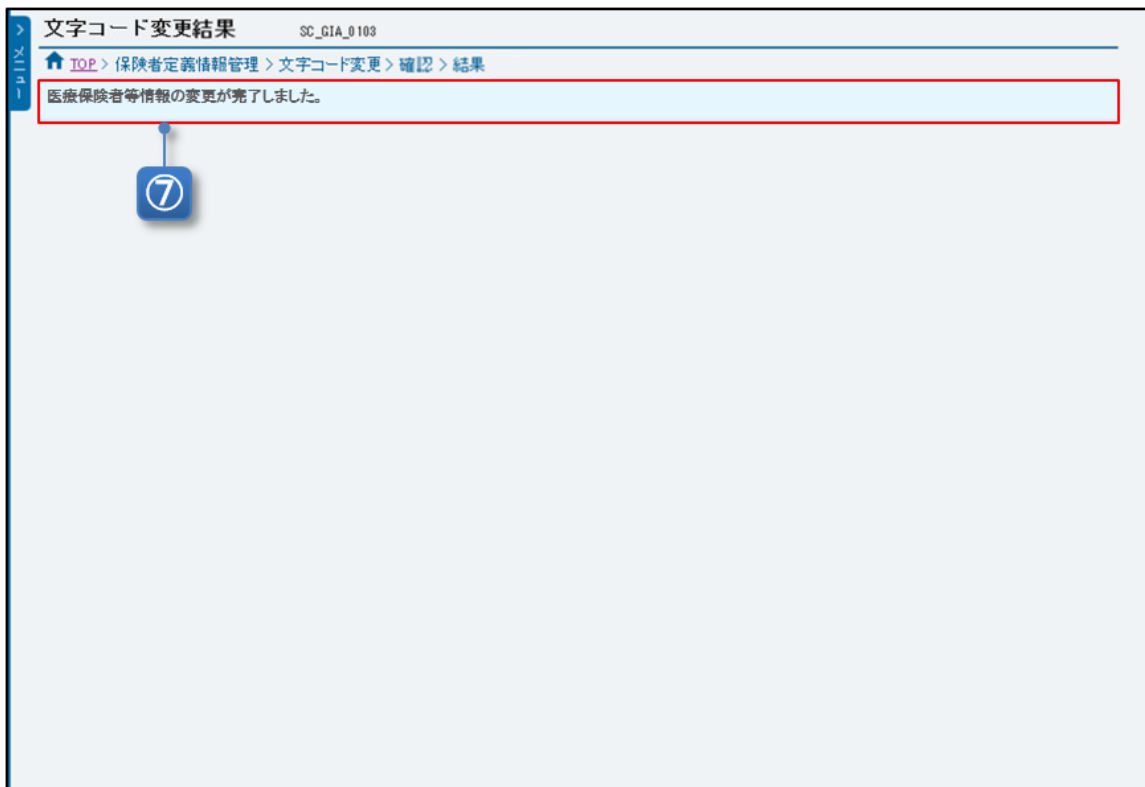 文字コード変更結果 SC_GIA_0103
> メニュー
TOP > 保険者定義情報管理 > 文字コード変更 > 確認 > 結果
医療保険者等情報の変更が完了しました。
⑦